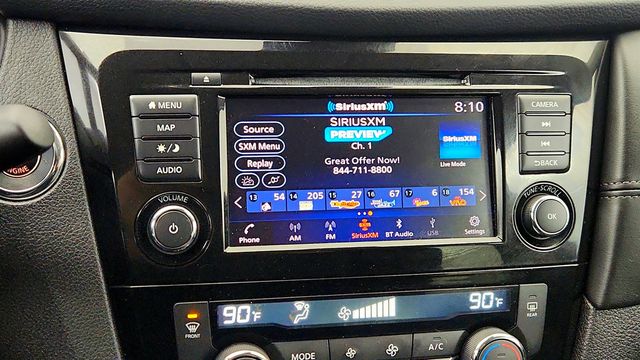 SiriusXM 8:10
MENU CAMERA
SIRIUSXM
PREVIEW
Source
MAP
Ch. 1
SiriusXM
SXM Menu
Great Offer Now!
Live Mode
BACK
AUDIO
Replay
844-711-8800
13 54 14 205 15 27 16 67 17 6 18 154
VOLUME
TUNE·SCROLL
OK
Phone AM FM SiriusXM BT Audio USB Settings
ENGINE
FRONT 90°F 90°F REAR
MODE A/C